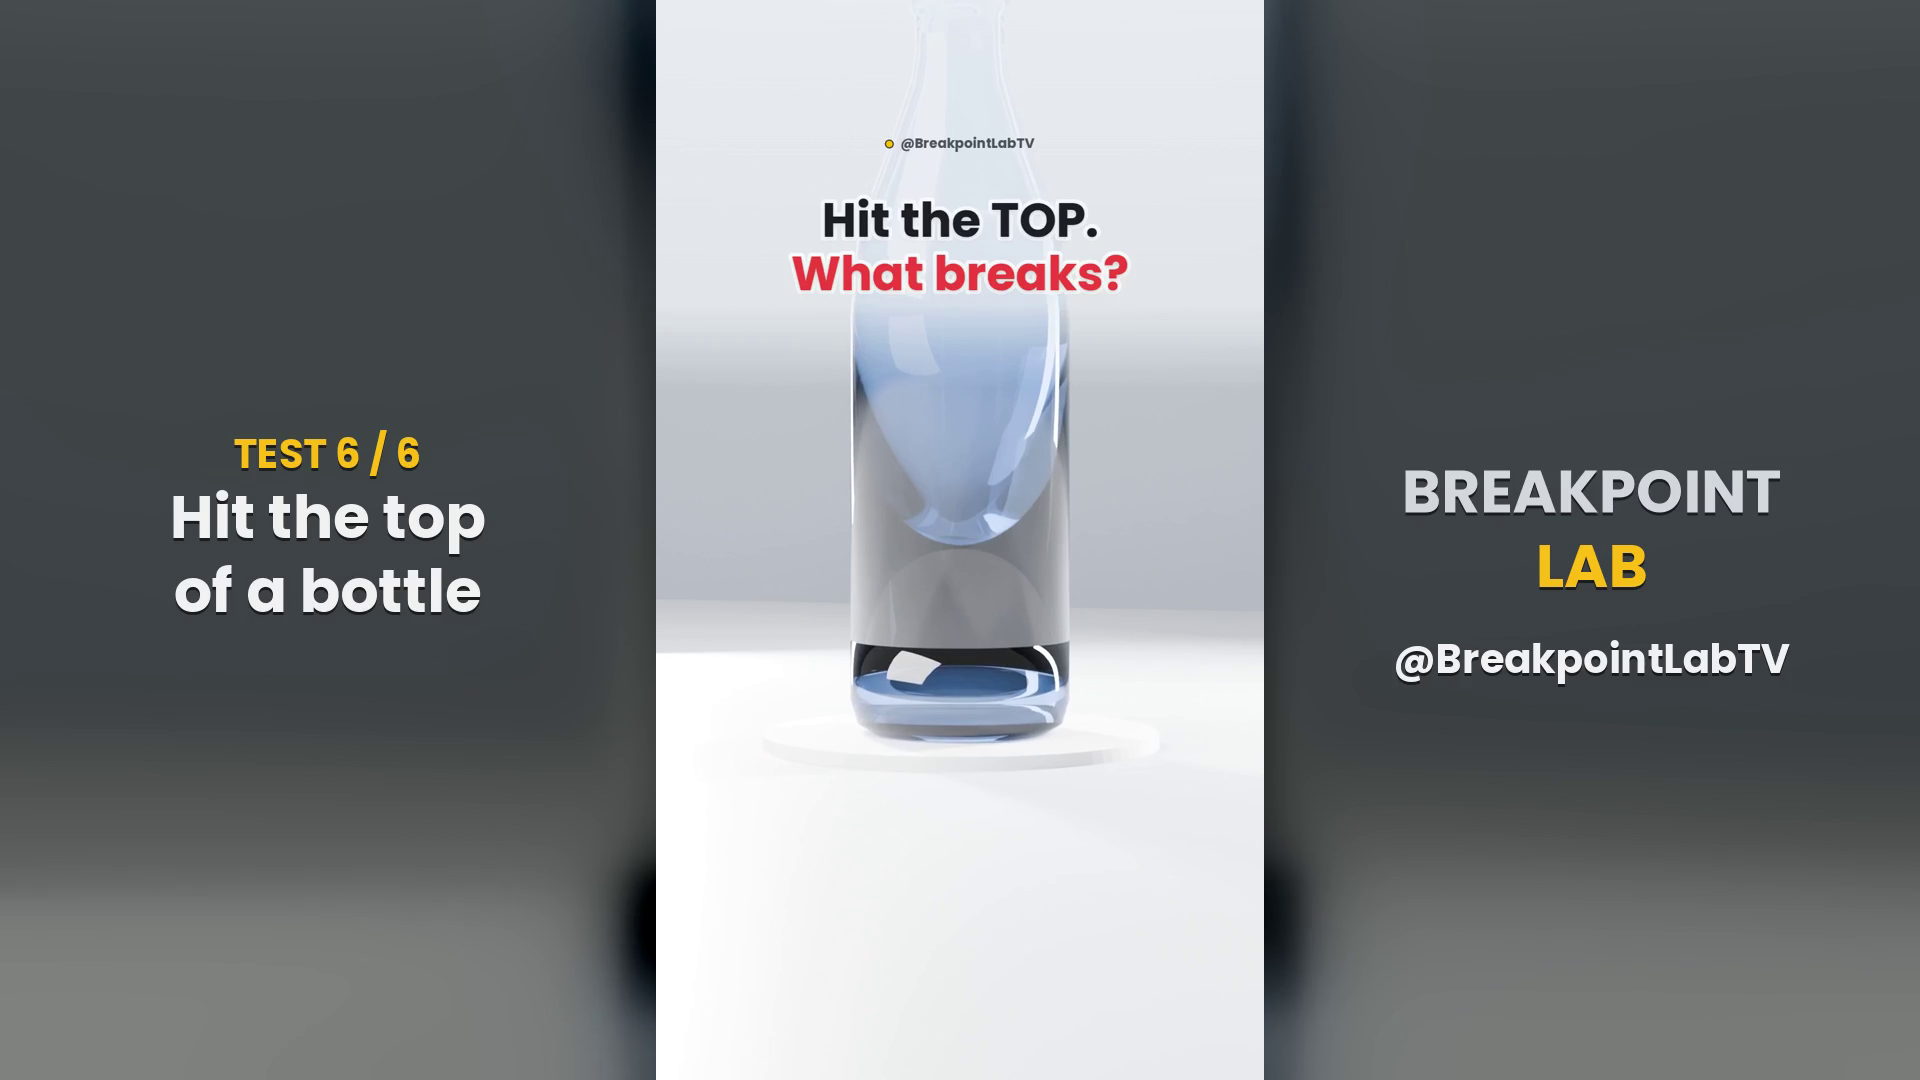 @BreakpointLabTV
Hit the TOP.
What breaks?
TEST 6 / 6
Hit the top
of a bottle
BREAKPOINT
LAB
@BreakpointLabTV